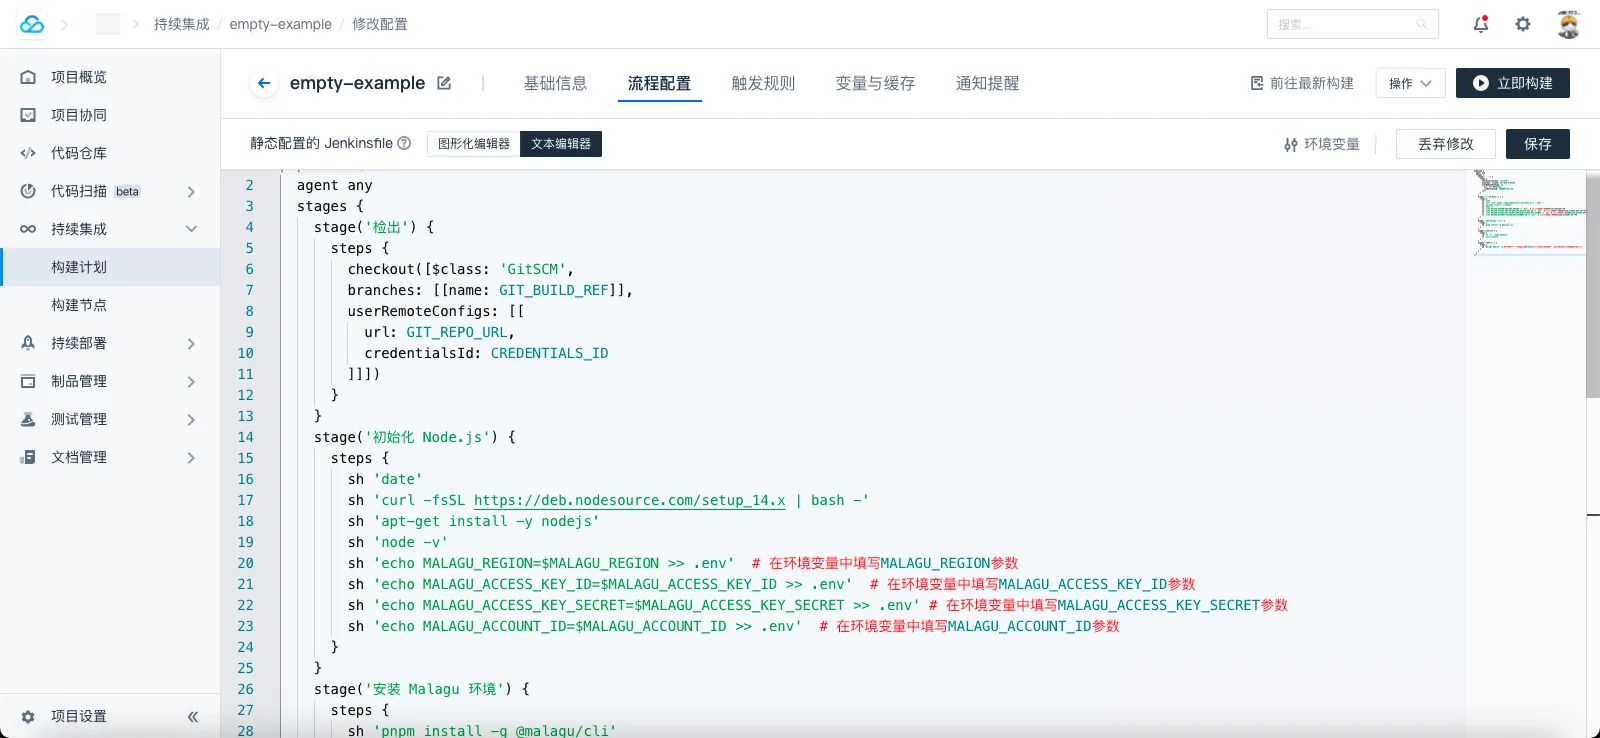 持续集成 / empty-example / 修改配置
搜索...
项目概览
项目协同
代码仓库
代码扫描 beta
持续集成
构建计划
构建节点
持续部署
制品管理
测试管理
文档管理
项目设置
empty-example
基础信息 流程配置 触发规则 变量与缓存 通知提醒
前往最新构建 操作 立即构建
静态配置的 Jenkinsfile 图形化编辑器 文本编辑器
环境变量 丢弃修改 保存
2 agent any
3 stages {
4 stage('检出') {
5 steps {
6 checkout([$class: 'GitSCM',
7 branches: [[name: GIT_BUILD_REF]],
8 userRemoteConfigs: [[
9 url: GIT_REPO_URL,
10 credentialsId: CREDENTIALS_ID
11 ]]])
12 }
13 }
14 stage('初始化 Node.js') {
15 steps {
16 sh 'date'
17 sh 'curl -fsSL https://deb.nodesource.com/setup_14.x | bash -'
18 sh 'apt-get install -y nodejs'
19 sh 'node -v'
20 sh 'echo MALAGU_REGION=$MALAGU_REGION >> .env' # 在环境变量中填写MALAGU_REGION参数
21 sh 'echo MALAGU_ACCESS_KEY_ID=$MALAGU_ACCESS_KEY_ID >> .env' # 在环境变量中填写MALAGU_ACCESS_KEY_ID参数
22 sh 'echo MALAGU_ACCESS_KEY_SECRET=$MALAGU_ACCESS_KEY_SECRET >> .env' # 在环境变量中填写MALAGU_ACCESS_KEY_SECRET参数
23 sh 'echo MALAGU_ACCOUNT_ID=$MALAGU_ACCOUNT_ID >> .env' # 在环境变量中填写MALAGU_ACCOUNT_ID参数
24 }
25 }
26 stage('安装 Malagu 环境') {
27 steps {
28 sh 'pnpm install -g @malagu/cli'